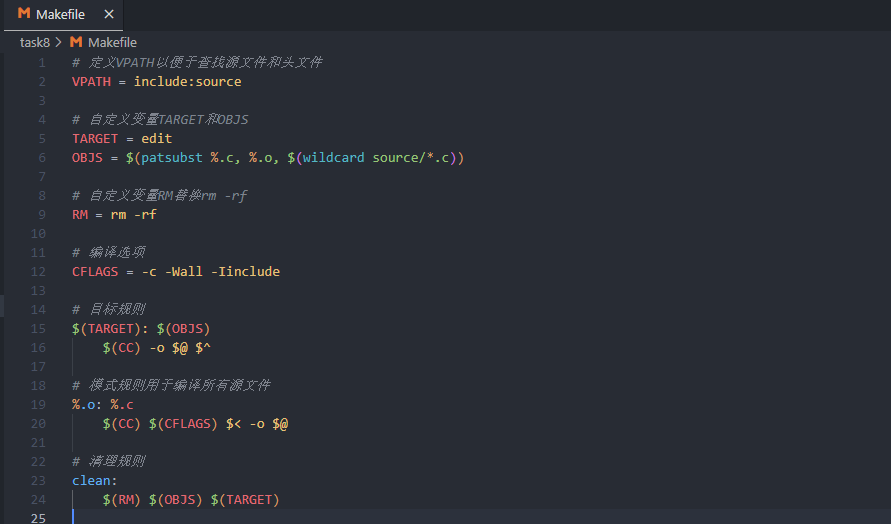 Makefile ×
task8 > Makefile
1 # 定义VPATH以便于查找源文件和头文件
2 VPATH = include:source
3
4 # 自定义变量TARGET和OBJS
5 TARGET = edit
6 OBJS = $(patsubst %.c, %.o, $(wildcard source/*.c))
7
8 # 自定义变量RM替换rm -rf
9 RM = rm -rf
10
11 # 编译选项
12 CFLAGS = -c -Wall -Iinclude
13
14 # 目标规则
15 $(TARGET): $(OBJS)
16 $(CC) -o $@ $^
17
18 # 模式规则用于编译所有源文件
19 %.o: %.c
20 $(CC) $(CFLAGS) $< -o $@
21
22 # 清理规则
23 clean:
24 $(RM) $(OBJS) $(TARGET)
25